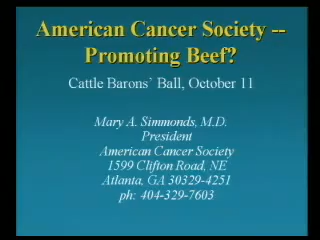 American Cancer Society --
Promoting Beef?
Cattle Barons' Ball, October 11
Mary A. Simmonds, M.D.
President
American Cancer Society
1599 Clifton Road, NE
Atlanta, GA 30329-4251
ph: 404-329-7603